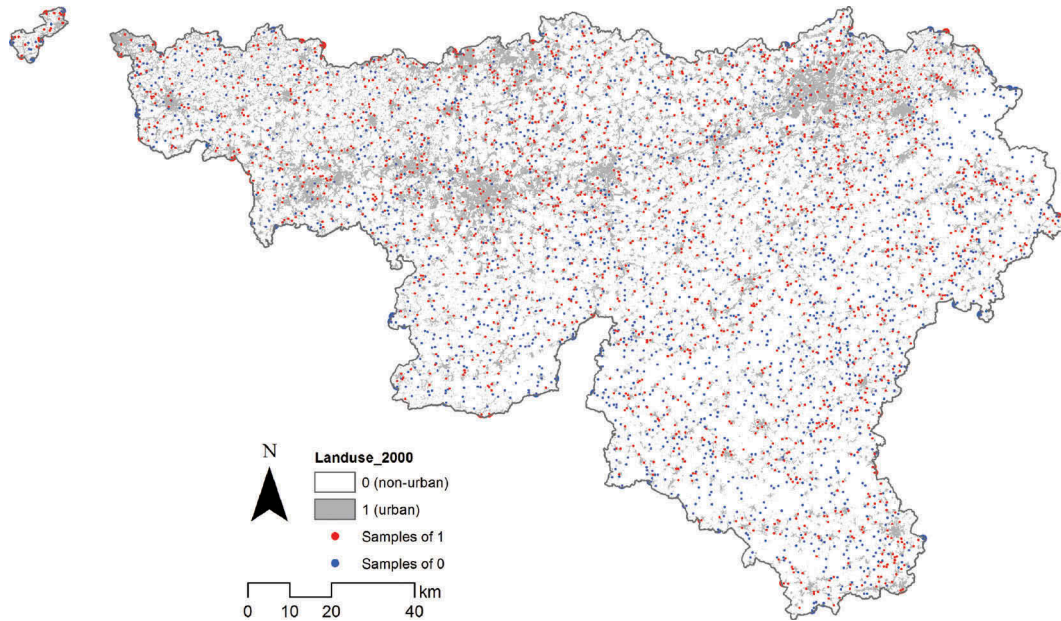 N
Landuse_2000
0 (non-urban)
1 (urban)
Samples of 1
Samples of 0
km
0 10 20 40